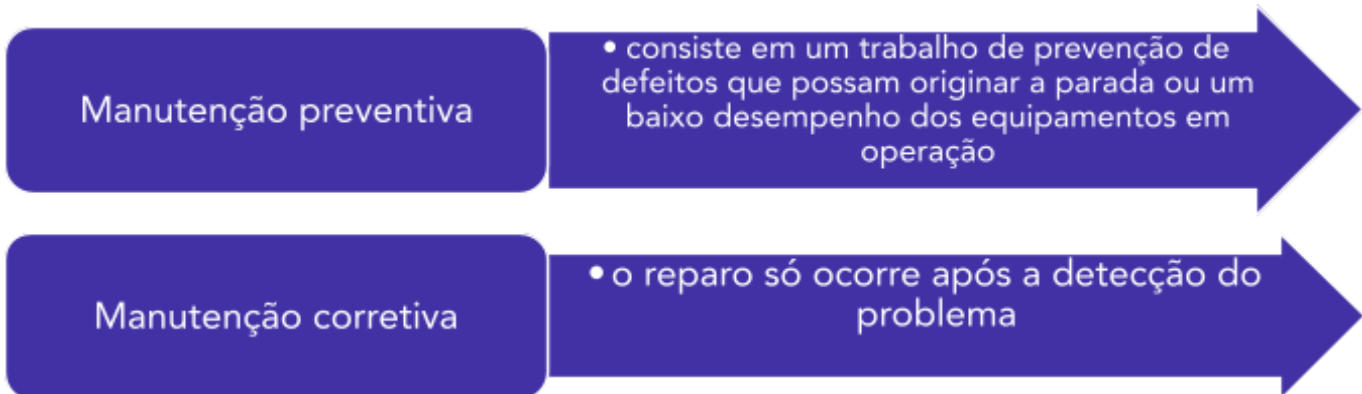 Manutenção preventiva
• consiste em um trabalho de prevenção de
defeitos que possam originar a parada ou um
baixo desempenho dos equipamentos em
operação
Manutenção corretiva
• o reparo só ocorre após a detecção do
problema